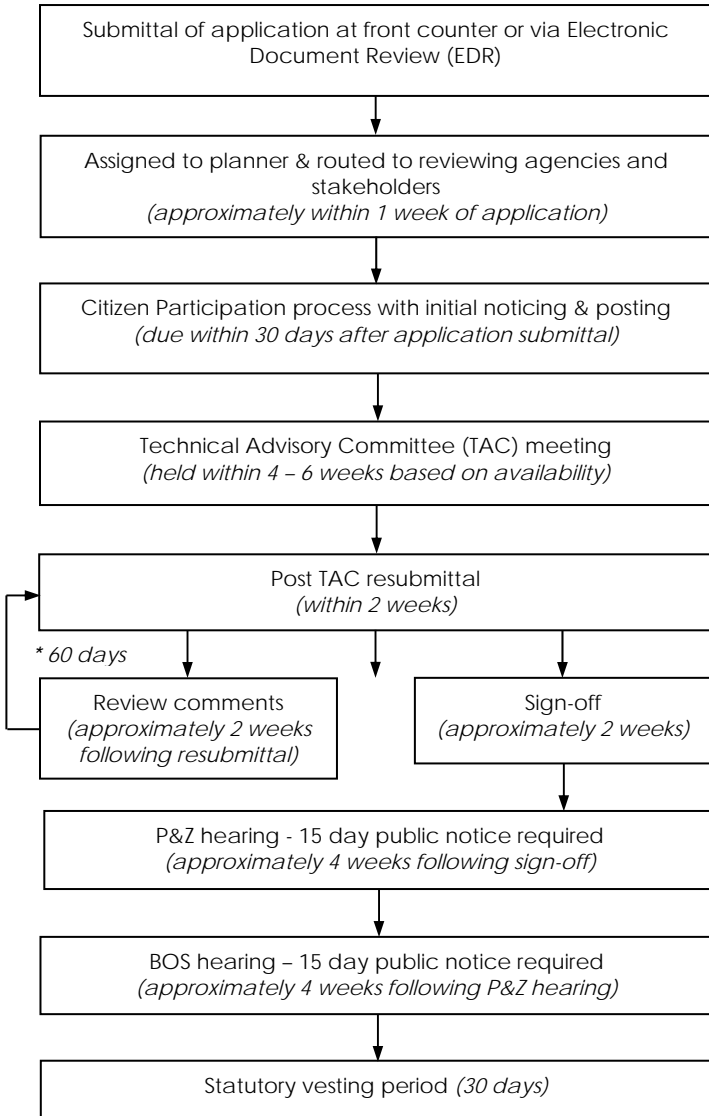 Submittal of application at front counter or via Electronic
Document Review (EDR)
Assigned to planner & routed to reviewing agencies and
stakeholders
(approximately within 1 week of application)
Citizen Participation process with initial noticing & posting
(due within 30 days after application submittal)
Technical Advisory Committee (TAC) meeting
(held within 4 – 6 weeks based on availability)
Post TAC resubmittal
(within 2 weeks)
* 60 days
Review comments
(approximately 2 weeks
following resubmittal)
Sign-off
(approximately 2 weeks)
P&Z hearing - 15 day public notice required
(approximately 4 weeks following sign-off)
BOS hearing – 15 day public notice required
(approximately 4 weeks following P&Z hearing)
Statutory vesting period (30 days)